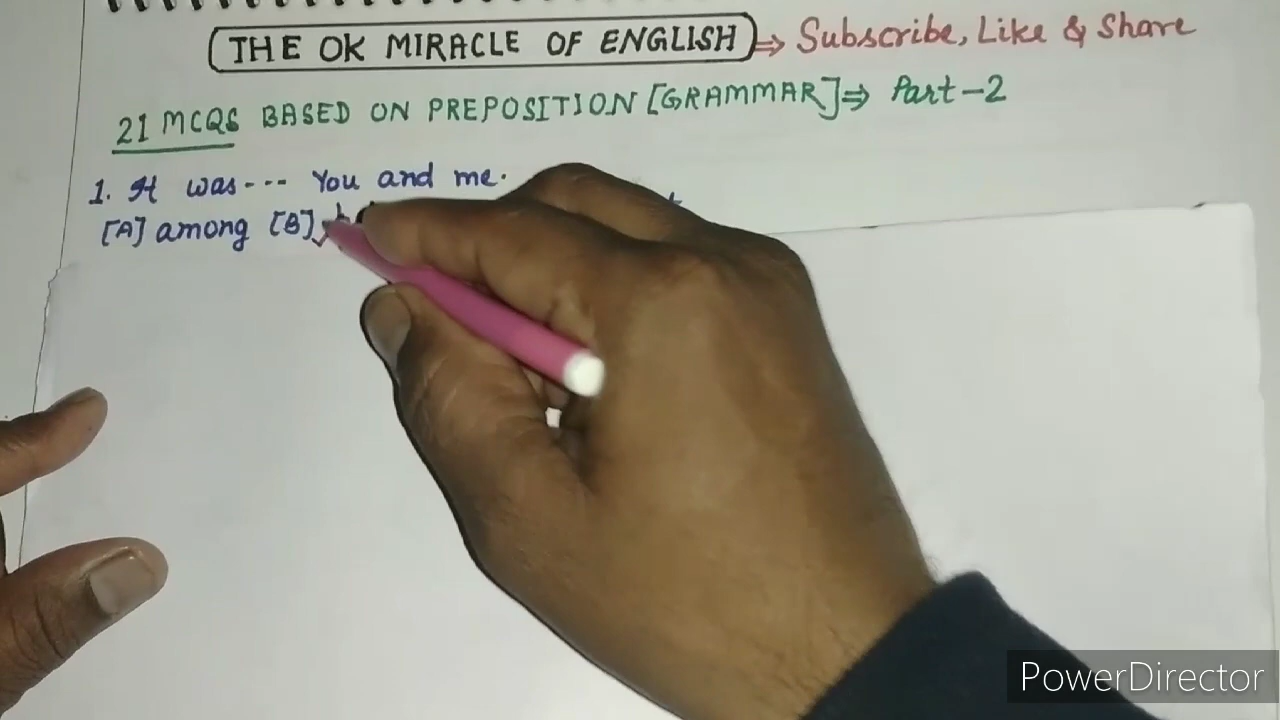 THE OK MIRACLE OF ENGLISH ⇒ Subscribe, Like & Share
21 MCQS BASED ON PREPOSITION [GRAMMAR] ⇒ Part-2
1. It was --- You and me.
[A] among [B]
PowerDirector